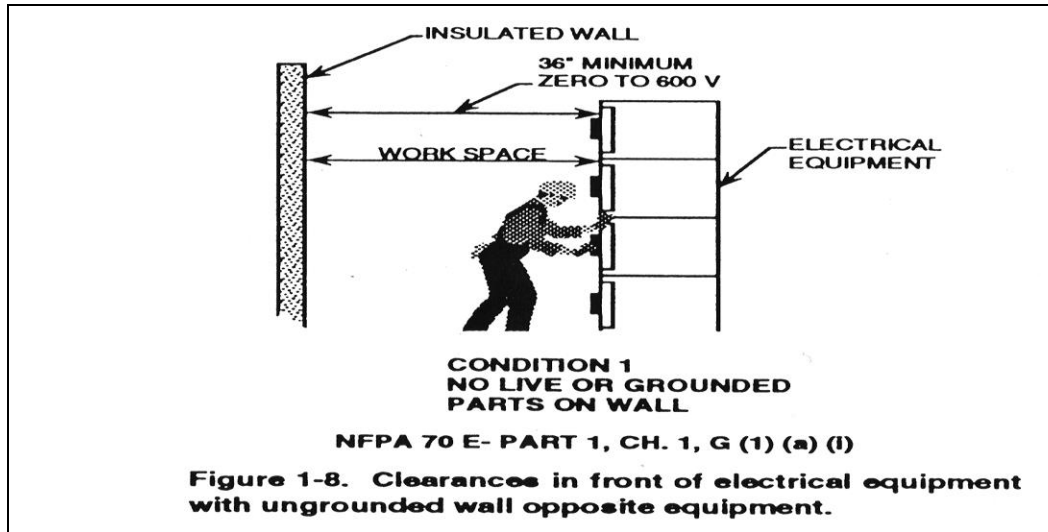 INSULATED WALL
36" MINIMUM
ZERO TO 600 V
WORK SPACE
ELECTRICAL
EQUIPMENT
CONDITION 1
NO LIVE OR GROUNDED
PARTS ON WALL
NFPA 70 E- PART 1, CH. 1, G (1) (a) (i)
Figure 1-8. Clearances in front of electrical equipment
with ungrounded wall opposite equipment.